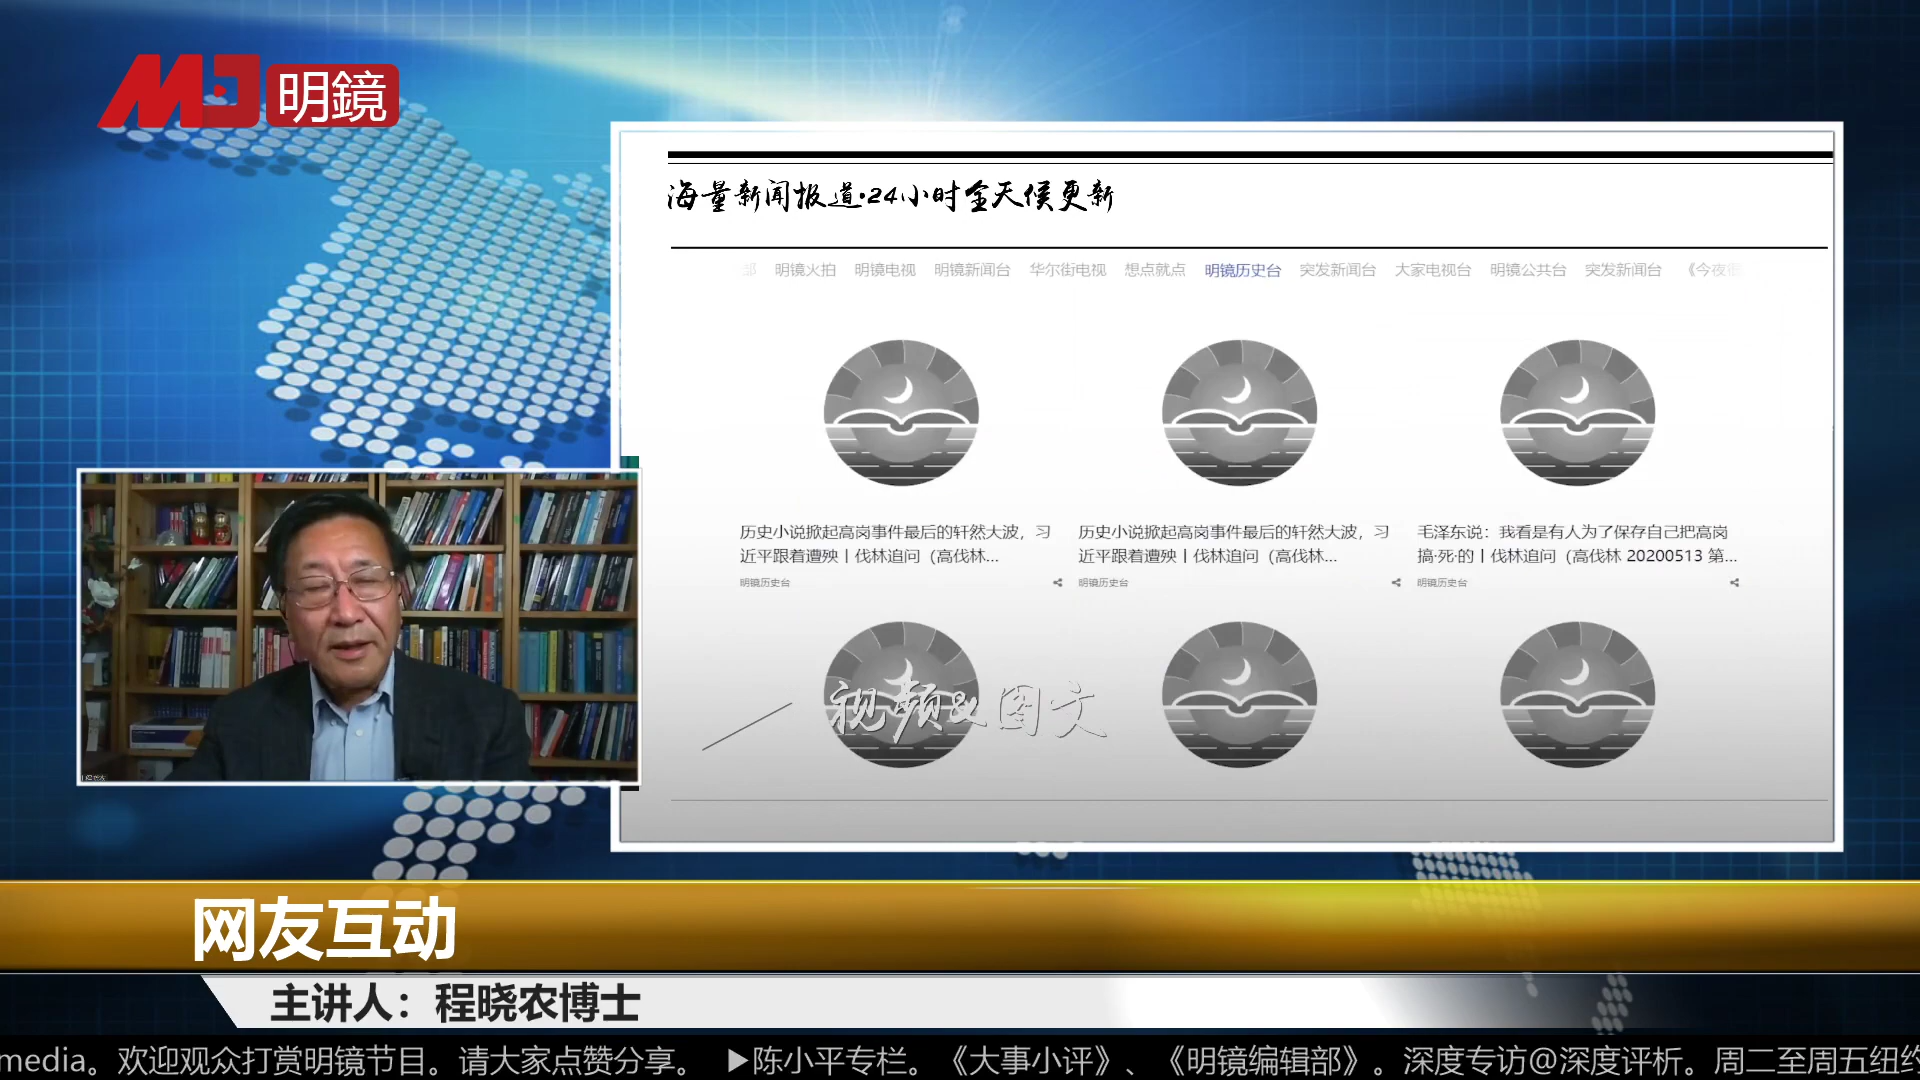 明鏡
海量新闻报道·24小时全天候更新
明镜火拍 明镜电视 明镜新闻台 华尔街电视 想点就点 明镜历史台 突发新闻台 大家电视台 明镜公共台 突发新闻台 《今夜很
历史小说掀起高岗事件最后的轩然大波，习
近平跟着遭殃丨伐林追问（高伐林...
明镜历史台
历史小说掀起高岗事件最后的轩然大波，习
近平跟着遭殃丨伐林追问（高伐林...
明镜历史台
毛泽东说：我看是有人为了保存自己把高岗
搞·死·的丨伐林追问（高伐林 20200513 第...
明镜历史台
视频&图文
网友互动
主讲人：程晓农博士
media。欢迎观众打赏明镜节目。请大家点赞分享。 ▶陈小平专栏。《大事小评》、《明镜编辑部》。深度专访@深度评析。周二至周五纽约